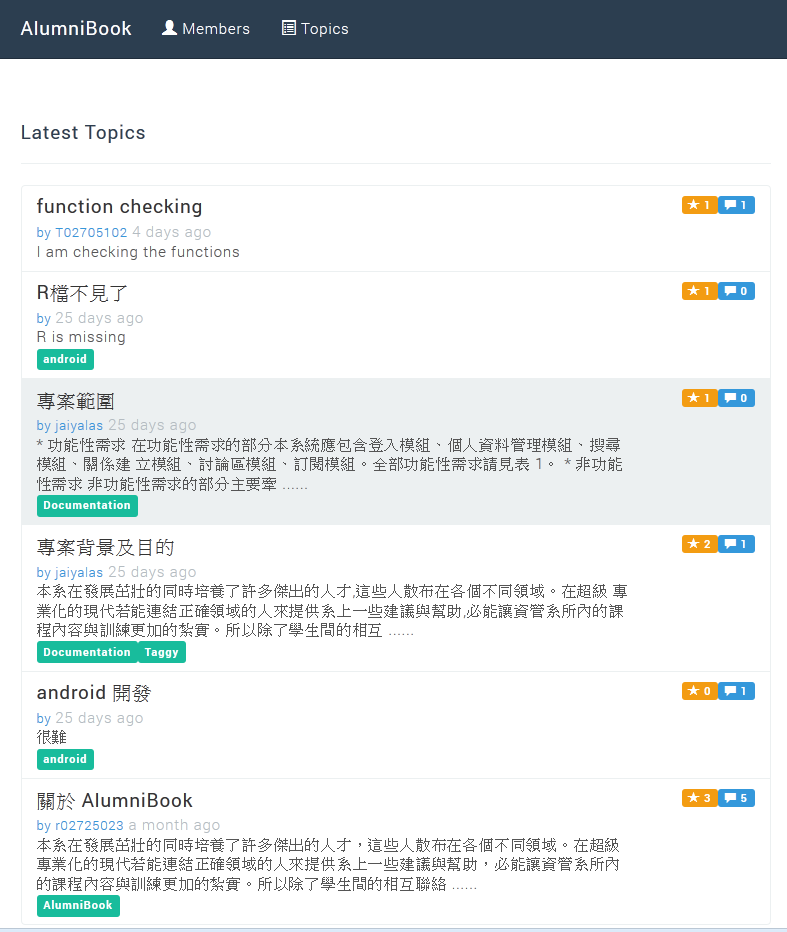 AlumniBook Members Topics
Latest Topics
function checking ★ 1 1
by T02705102 4 days ago
I am checking the functions
R檔不見了 ★ 1 0
by 25 days ago
R is missing
android
專案範圍 ★ 1 0
by jaiyalas 25 days ago
* 功能性需求 在功能性需求的部分本系統應包含登入模組、個人資料管理模組、搜尋
模組、關係建 立模組、討論區模組、訂閱模組。全部功能性需求請見表 1。 * 非功能
性需求 非功能性需求的部分主要牽 ......
Documentation
專案背景及目的 ★ 2 1
by jaiyalas 25 days ago
本系在發展茁壯的同時培養了許多傑出的人才,這些人散布在各個不同領域。在超級 專
業化的現代若能連結正確領域的人來提供系上一些建議與幫助,必能讓資管系所內的課
程內容與訓練更加的紮實。所以除了學生間的相互 ......
Documentation Taggy
android 開發 ★ 0 1
by 25 days ago
很難
android
關於 AlumniBook ★ 3 5
by r02725023 a month ago
本系在發展茁壯的同時培養了許多傑出的人才，這些人散布在各個不同領域。在超級
專業化的現代若能連結正確領域的人來提供系上一些建議與幫助，必能讓資管系所內
的課程內容與訓練更加的紮實。所以除了學生間的相互聯絡 ......
AlumniBook